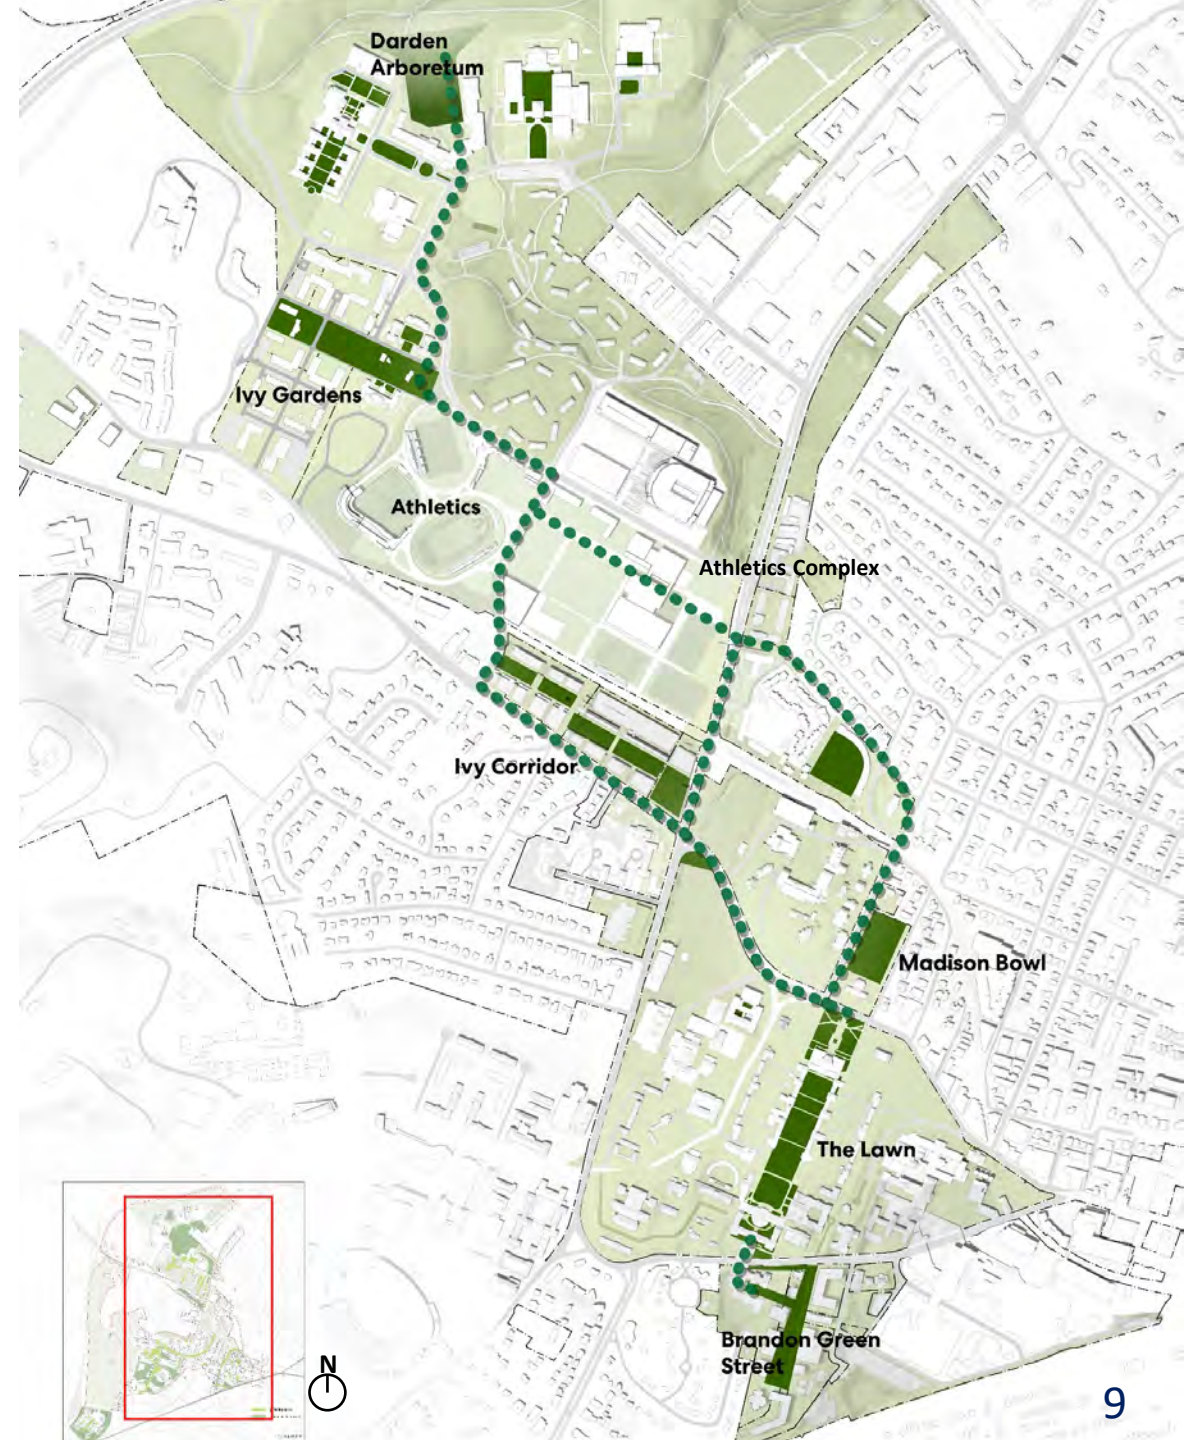 Darden
Arboretum
Ivy Gardens
Athletics
Athletics Complex
Ivy Corridor
Madison Bowl
The Lawn
Brandon Green
Street
N
9